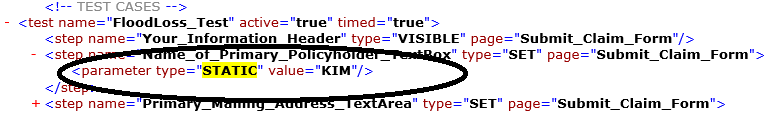 <!-- TEST CASES -->
- <test name="FloodLoss_Test" active="true" timed="true">
<step name="Your_Information_Header" type="VISIBLE" page="Submit_Claim_Form"/>
- <step name="Name_of_Primary_Policyholder_TextBox" type="SET" page="Submit_Claim_Form">
<parameter type="STATIC" value="KIM"/>
</step>
+ <step name="Primary_Mailing_Address_TextArea" type="SET" page="Submit_Claim_Form">